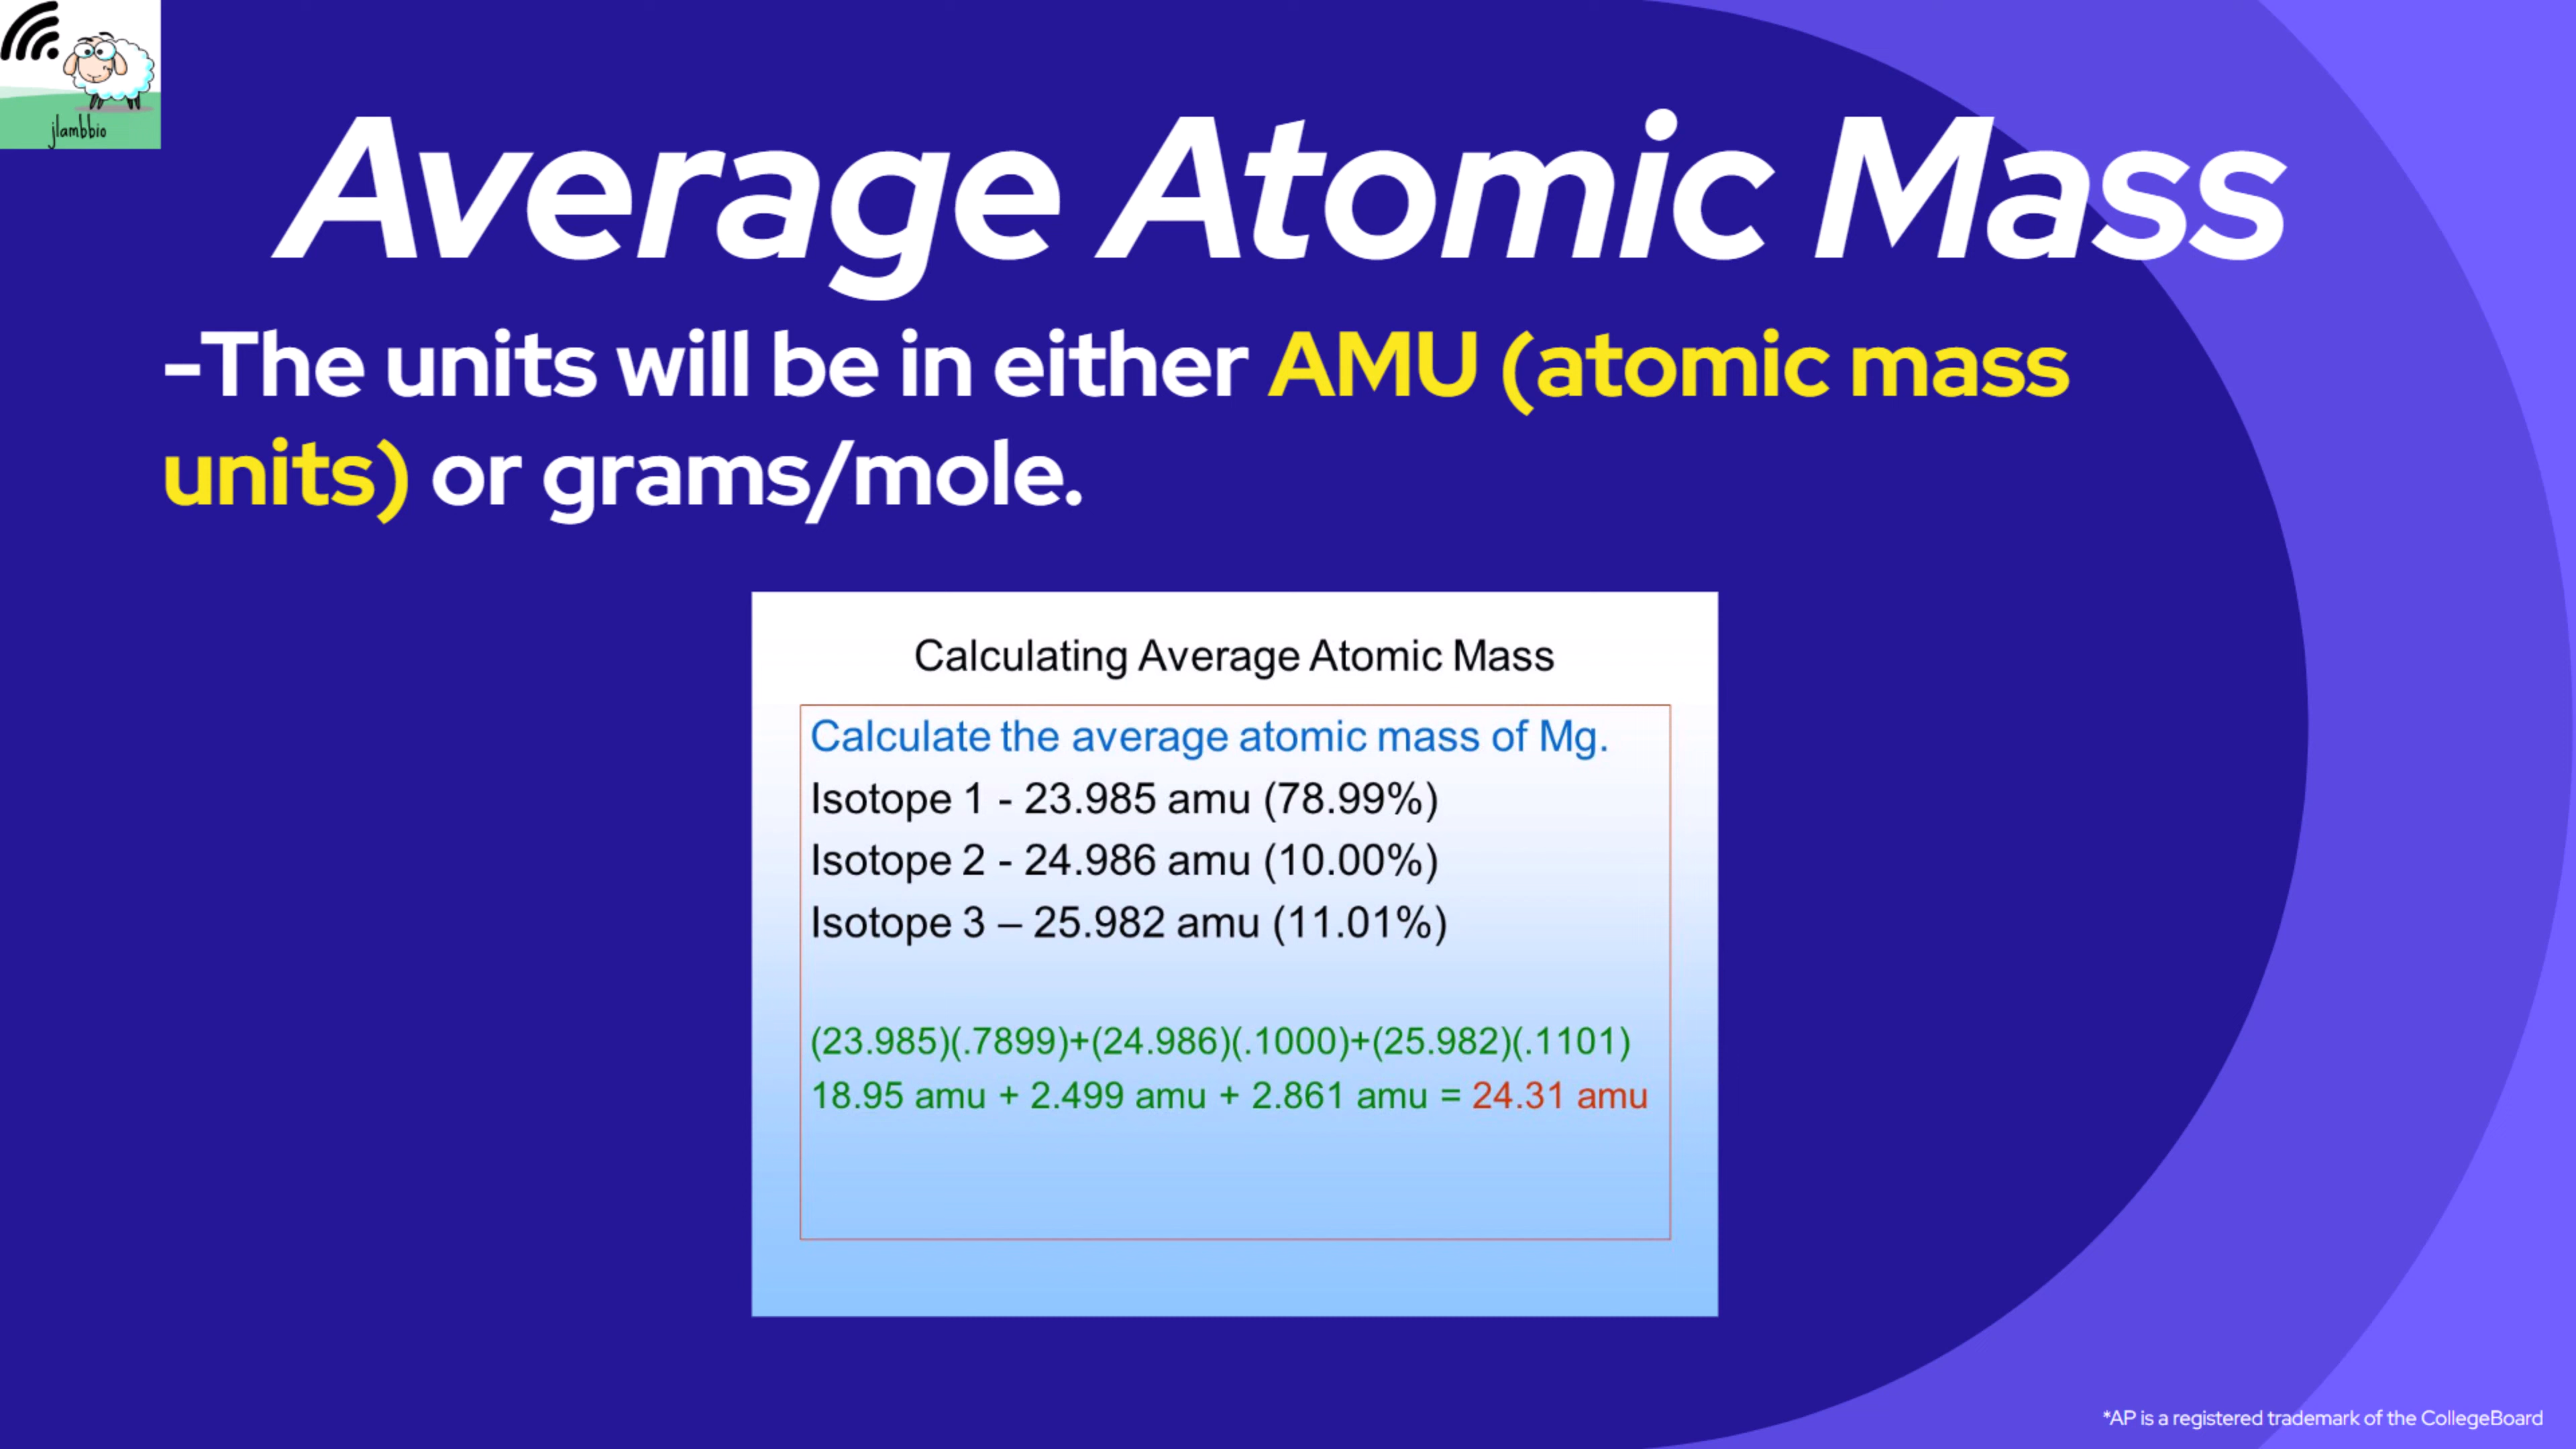 jlambbio
Average Atomic Mass
-The units will be in either AMU (atomic mass
units) or grams/mole.
Calculating Average Atomic Mass
Calculate the average atomic mass of Mg.
Isotope 1 - 23.985 amu (78.99%)
Isotope 2 - 24.986 amu (10.00%)
Isotope 3 – 25.982 amu (11.01%)
(23.985)(.7899)+(24.986)(.1000)+(25.982)(.1101)
18.95 amu + 2.499 amu + 2.861 amu = 24.31 amu
*AP is a registered trademark of the CollegeBoard